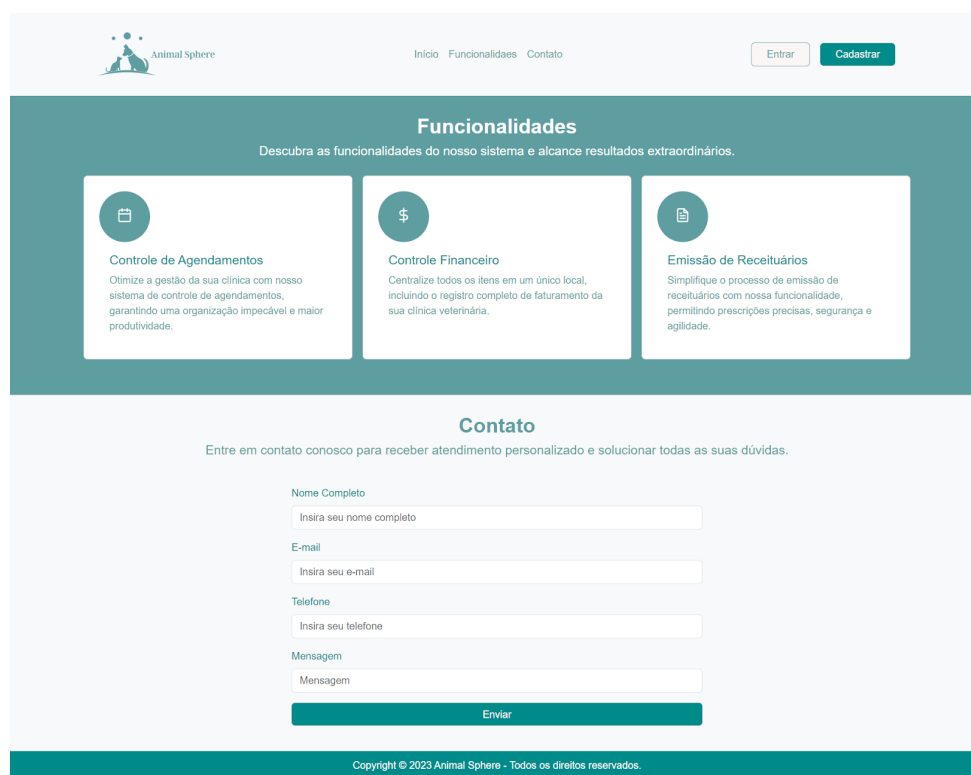 Animal Sphere
Início Funcionalidaes Contato
Entrar
Cadastrar
Funcionalidades
Descubra as funcionalidades do nosso sistema e alcance resultados extraordinários.
Controle de Agendamentos
Otimize a gestão da sua clínica com nosso
sistema de controle de agendamentos,
garantindo uma organização impecável e maior
produtividade.
Controle Financeiro
Centralize todos os itens em um único local,
incluindo o registro completo de faturamento da
sua clínica veterinária.
Emissão de Receituários
Simplifique o processo de emissão de
receituários com nossa funcionalidade,
permitindo prescrições precisas, segurança e
agilidade.
Contato
Entre em contato conosco para receber atendimento personalizado e solucionar todas as suas dúvidas.
Nome Completo
Insira seu nome completo
E-mail
Insira seu e-mail
Telefone
Insira seu telefone
Mensagem
Mensagem
Enviar
Copyright © 2023 Animal Sphere - Todos os direitos reservados.